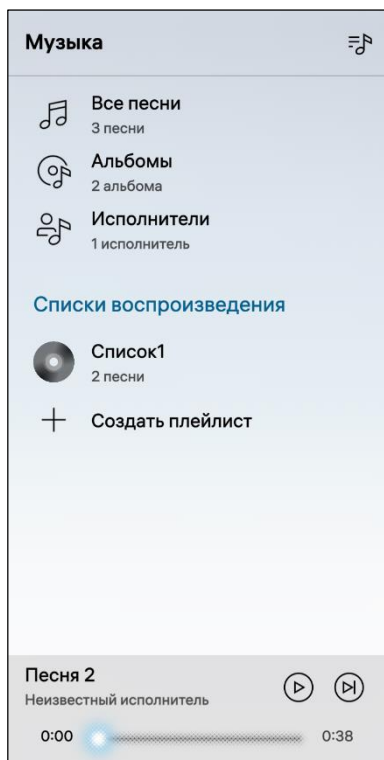 Музыка
Все песни
3 песни
Альбомы
2 альбома
Исполнители
1 исполнитель
Списки воспроизведения
Список1
2 песни
Создать плейлист
Песня 2
Неизвестный исполнитель
0:00 0:38